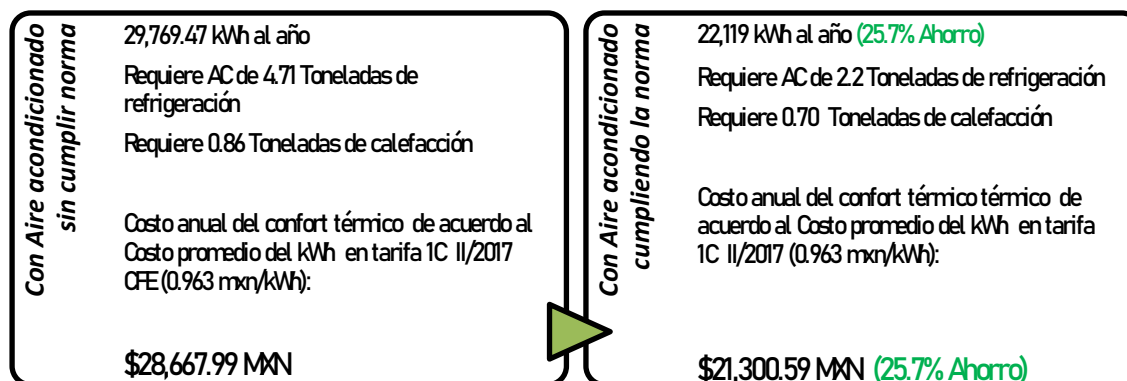 Con Aire acondicionado
sin cumplir norma
29,769.47 kWh al año
Requiere AC de 4.71 Toneladas de
refrigeración
Requiere 0.86 Toneladas de calefacción
Costo anual del confort térmico de acuerdo al
Costo promedio del kWh en tarifa 1C II/2017
CFE (0.963 mxn/kWh):
$28,667.99 MXN
Con Aire acondicionado
cumpliendo la norma
22,119 kWh al año (25.7% Ahorro)
Requiere AC de 2.2 Toneladas de refrigeración
Requiere 0.70 Toneladas de calefacción
Costo anual del confort térmico térmico de
acuerdo al Costo promedio del kWh en tarifa
1C II/2017 (0.963 mxn/kWh):
$21,300.59 MXN (25.7% Ahorro)